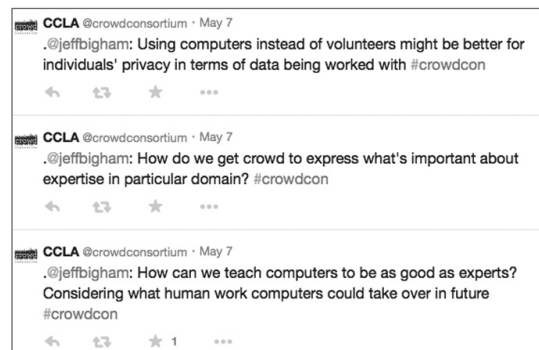 CCLA @crowdconsortium · May 7
.@jeffbigham: Using computers instead of volunteers might be better for
individuals' privacy in terms of data being worked with #crowdcon
CCLA @crowdconsortium · May 7
.@jeffbigham: How do we get crowd to express what's important about
expertise in particular domain? #crowdcon
CCLA @crowdconsortium · May 7
.@jeffbigham: How can we teach computers to be as good as experts?
Considering what human work computers could take over in future
#crowdcon
1